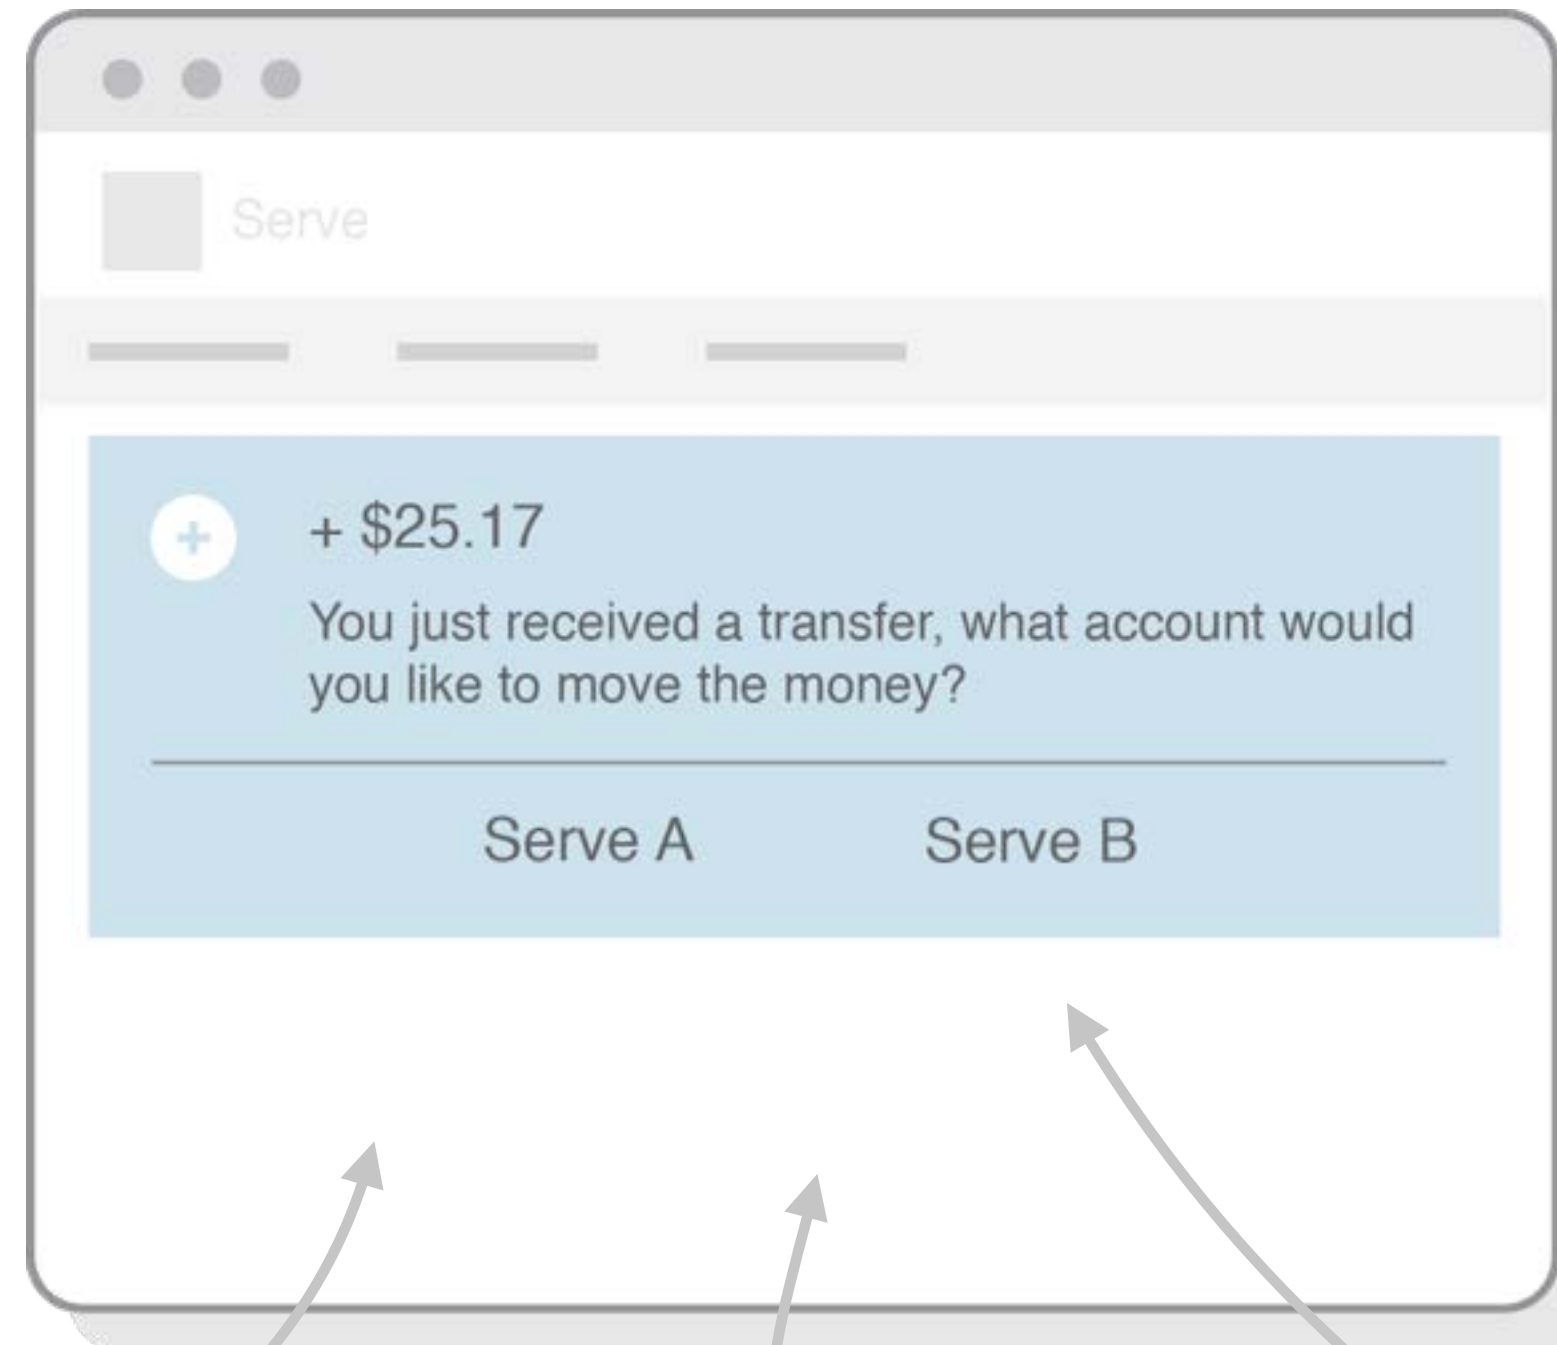 Serve
+ $25.17
You just received a transfer, what account would
you like to move the money?
Serve A
Serve B